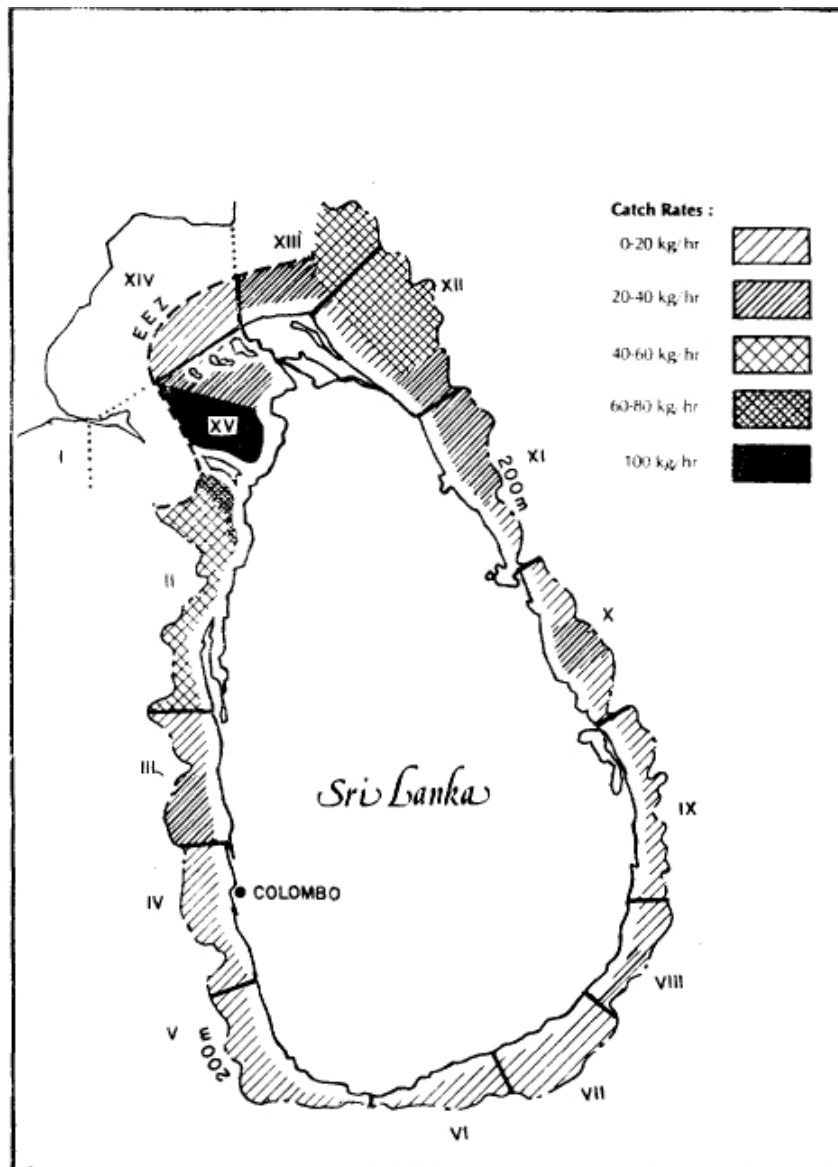 Catch Rates :
0-20 kg/hr
20-40 kg/hr
40-60 kg/hr
60-80 kg/hr
100 kg/hr
XIII
XIV
XII
EEZ
XV
I
XI
200m
II
X
III
Sri Lanka
IX
IV
COLOMBO
VIII
V
200m
VII
VI